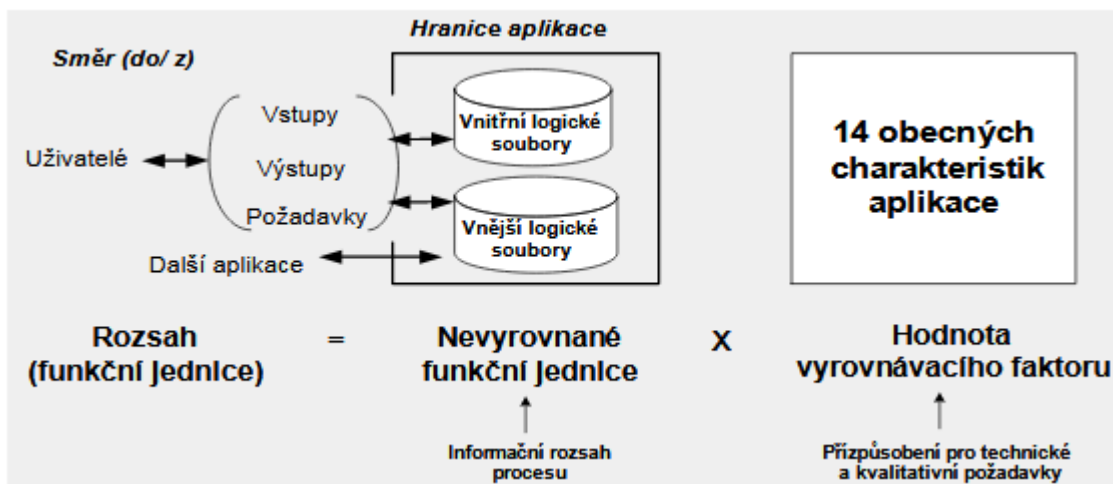 Hranice aplikace
Směr (do/ z)
Vstupy
Vnitřní logické
soubory
Uživatelé
Výstupy
Požadavky
Vnější logické
soubory
Další aplikace
14 obecných
charakteristik
aplikace
Rozsah
(funkční jednice)
=
Nevyrovnané
funkční jednice
X
Hodnota
vyrovnávacího faktoru
Informační rozsah
procesu
Přízpůsobení pro technické
a kvalitativní požadavky